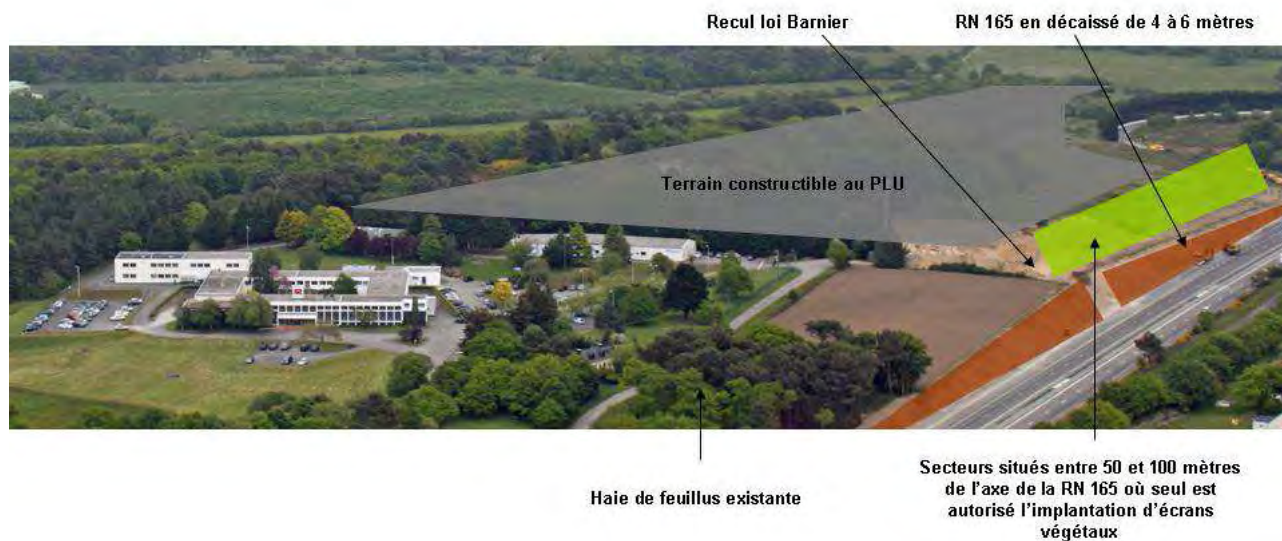 Recul loi Barnier
RN 165 en décaissé de 4 à 6 mètres
Terrain constructible au PLU
Haie de feuillus existante
Secteurs situés entre 50 et 100 mètres
de l'axe de la RN 165 où seul est
autorisé l'implantation d'écrans
végétaux